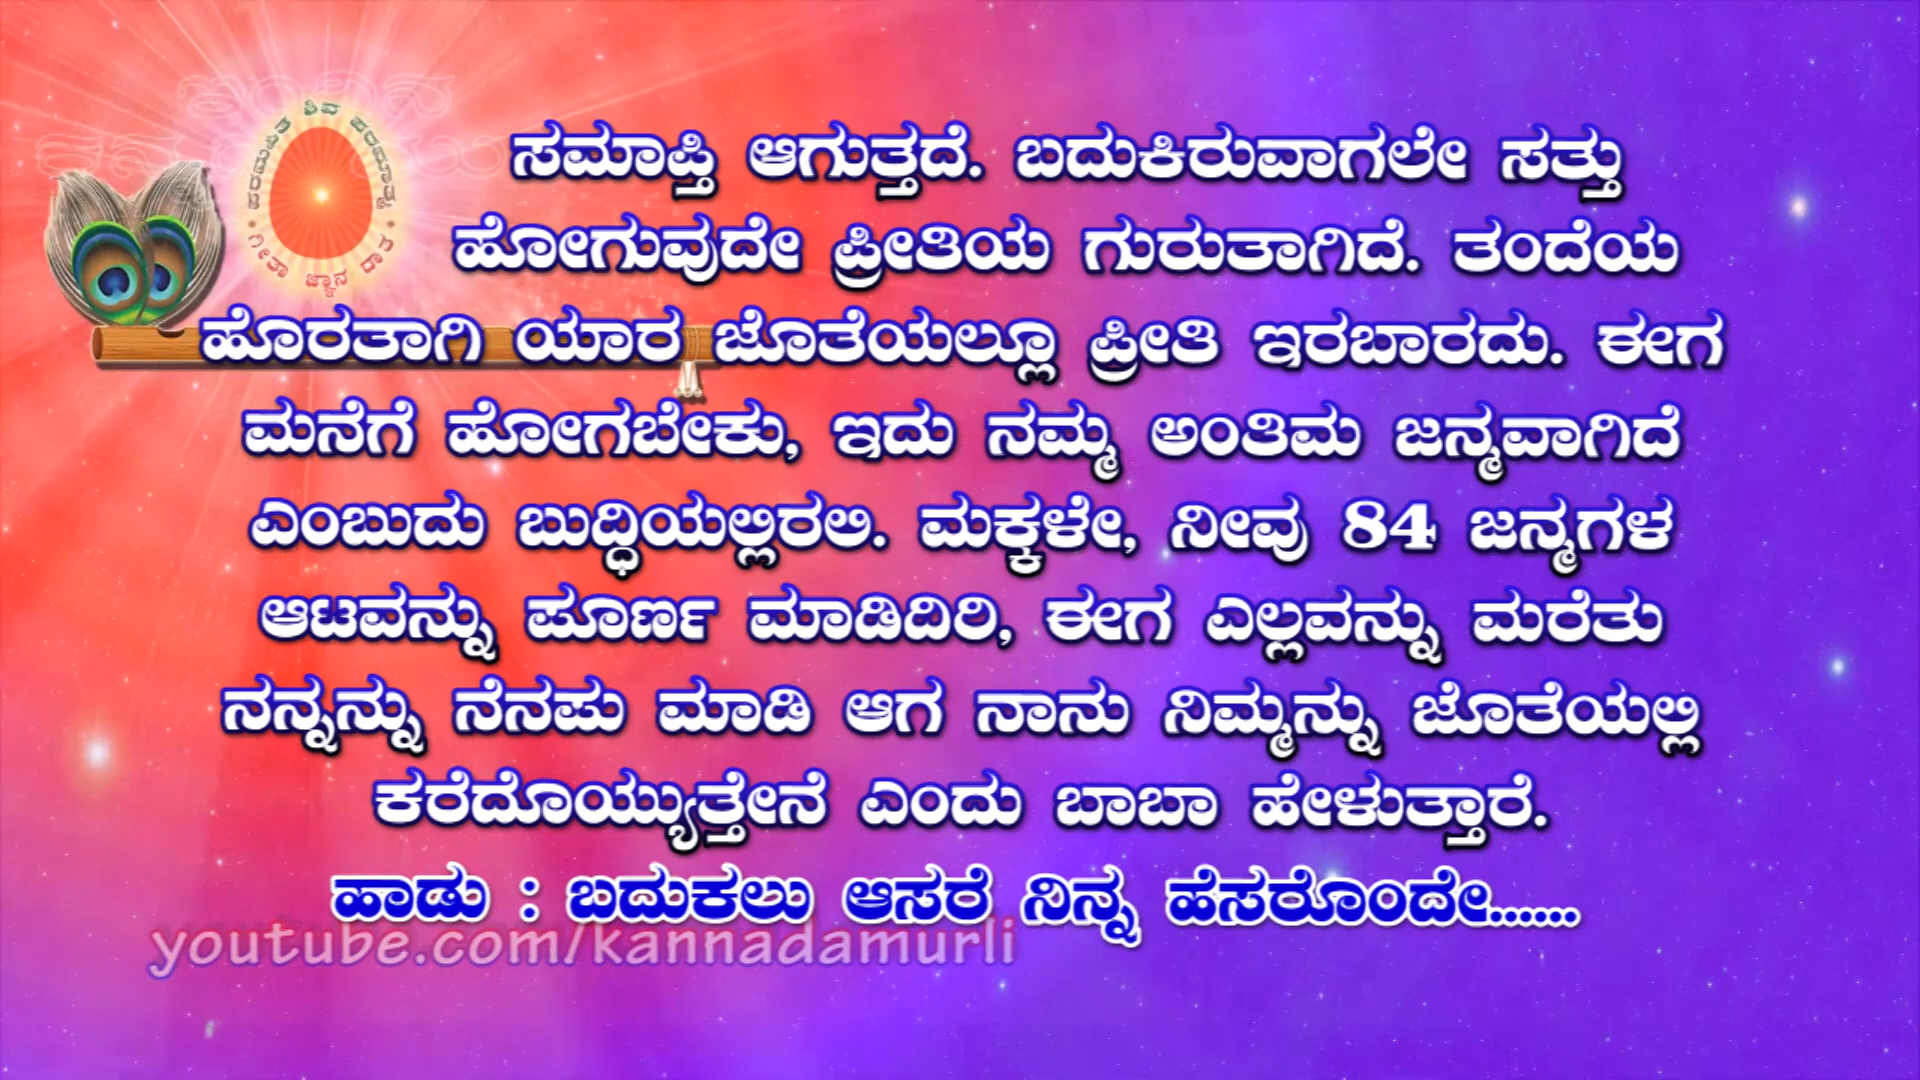 ಪರಮಪಿತ ಶಿವ ಪರಮಾತ್ಮ
ಗೀತಾ ಜ್ಞಾನ ದಾತ
ಸಮಾಪ್ತಿ ಆಗುತ್ತದೆ. ಬದುಕಿರುವಾಗಲೇ ಸತ್ತು
ಹೋಗುವುದೇ ಪ್ರೀತಿಯ ಗುರುತಾಗಿದೆ. ತಂದೆಯ
ಹೊರತಾಗಿ ಯಾರ ಜೊತೆಯಲ್ಲೂ ಪ್ರೀತಿ ಇರಬಾರದು. ಈಗ
ಮನೆಗೆ ಹೋಗಬೇಕು, ಇದು ನಮ್ಮ ಅಂತಿಮ ಜನ್ಮವಾಗಿದೆ
ಎಂಬುದು ಬುದ್ಧಿಯಲ್ಲಿರಲಿ. ಮಕ್ಕಳೇ, ನೀವು 84 ಜನ್ಮಗಳ
ಆಟವನ್ನು ಪೂರ್ಣ ಮಾಡಿದಿರಿ, ಈಗ ಎಲ್ಲವನ್ನು ಮರೆತು
ನನ್ನನ್ನು ನೆನಪು ಮಾಡಿ ಆಗ ನಾನು ನಿಮ್ಮನ್ನು ಜೊತೆಯಲ್ಲಿ
ಕರೆದೊಯ್ಯುತ್ತೇನೆ ಎಂದು ಬಾಬಾ ಹೇಳುತ್ತಾರೆ.
ಹಾಡು : ಬದುಕಲು ಆಸರೆ ನಿನ್ನ ಹೆಸರೊಂದೇ......
youtube.com/kannadamurli